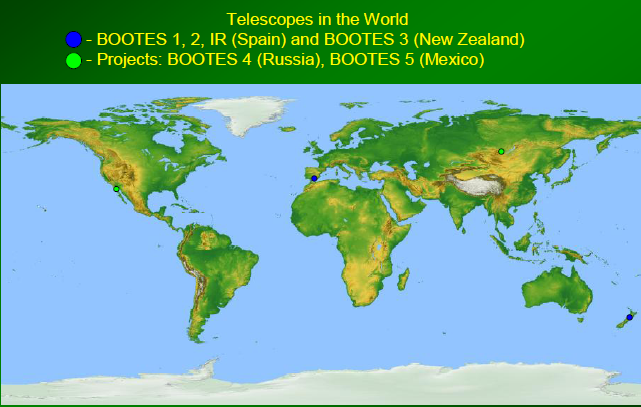 Telescopes in the World
- BOOTES 1, 2, IR (Spain) and BOOTES 3 (New Zealand)
- Projects: BOOTES 4 (Russia), BOOTES 5 (Mexico)